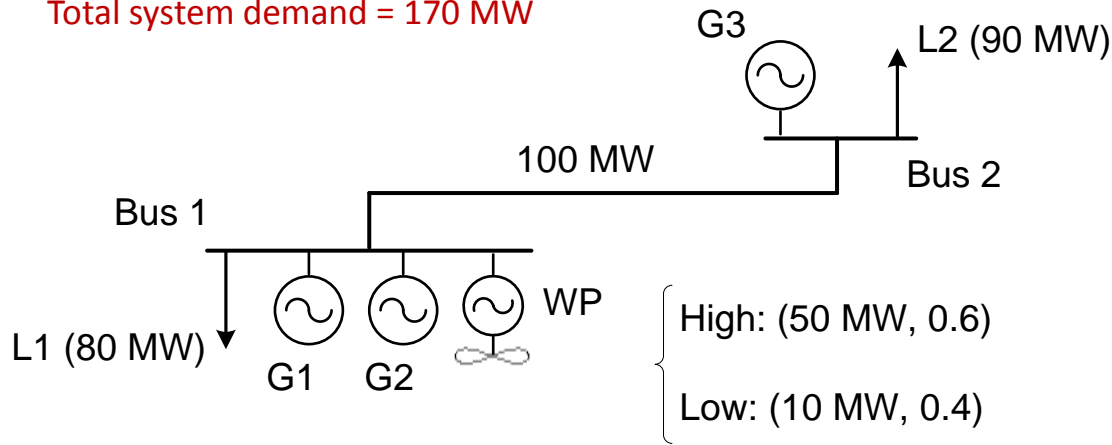 Total system demand = 170 MW
G3
L2 (90 MW)
100 MW
Bus 2
Bus 1
WP
L1 (80 MW)
G1
G2
High: (50 MW, 0.6)
Low: (10 MW, 0.4)